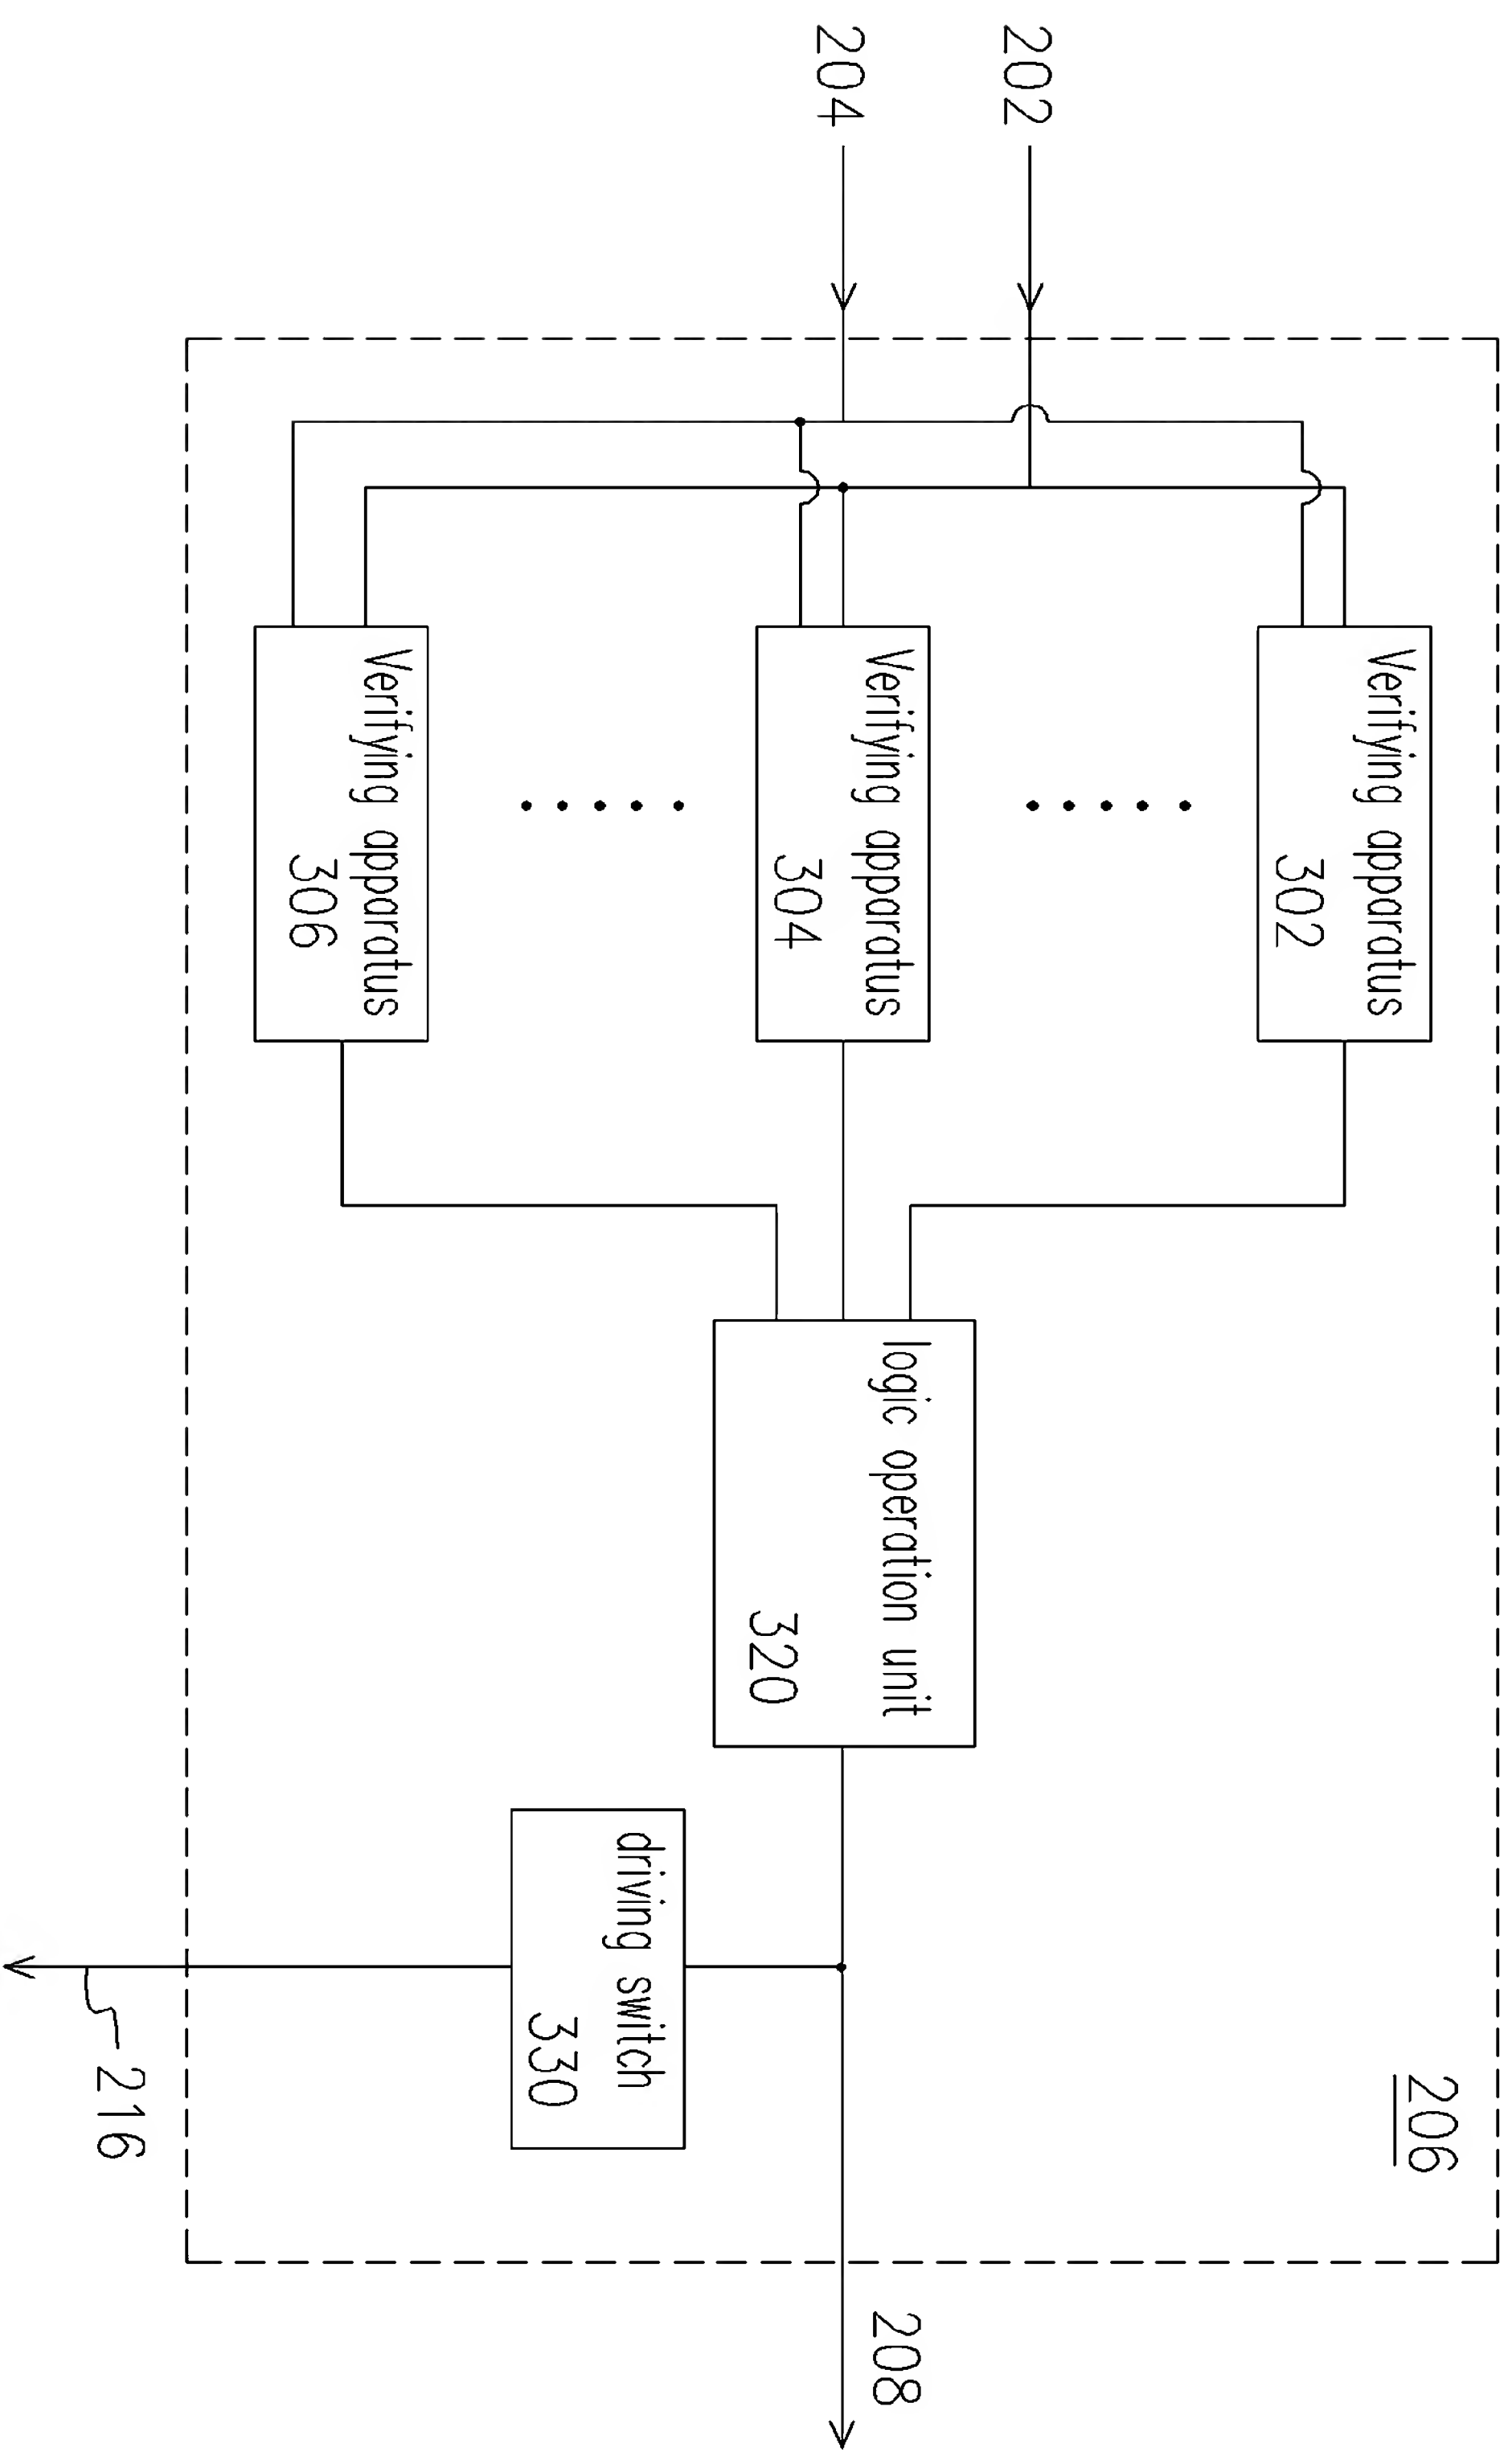 206
202
204
Verifying apparatus
302
Verifying apparatus
304
Verifying apparatus
306
logic operation unit
320
driving switch
330
208
216